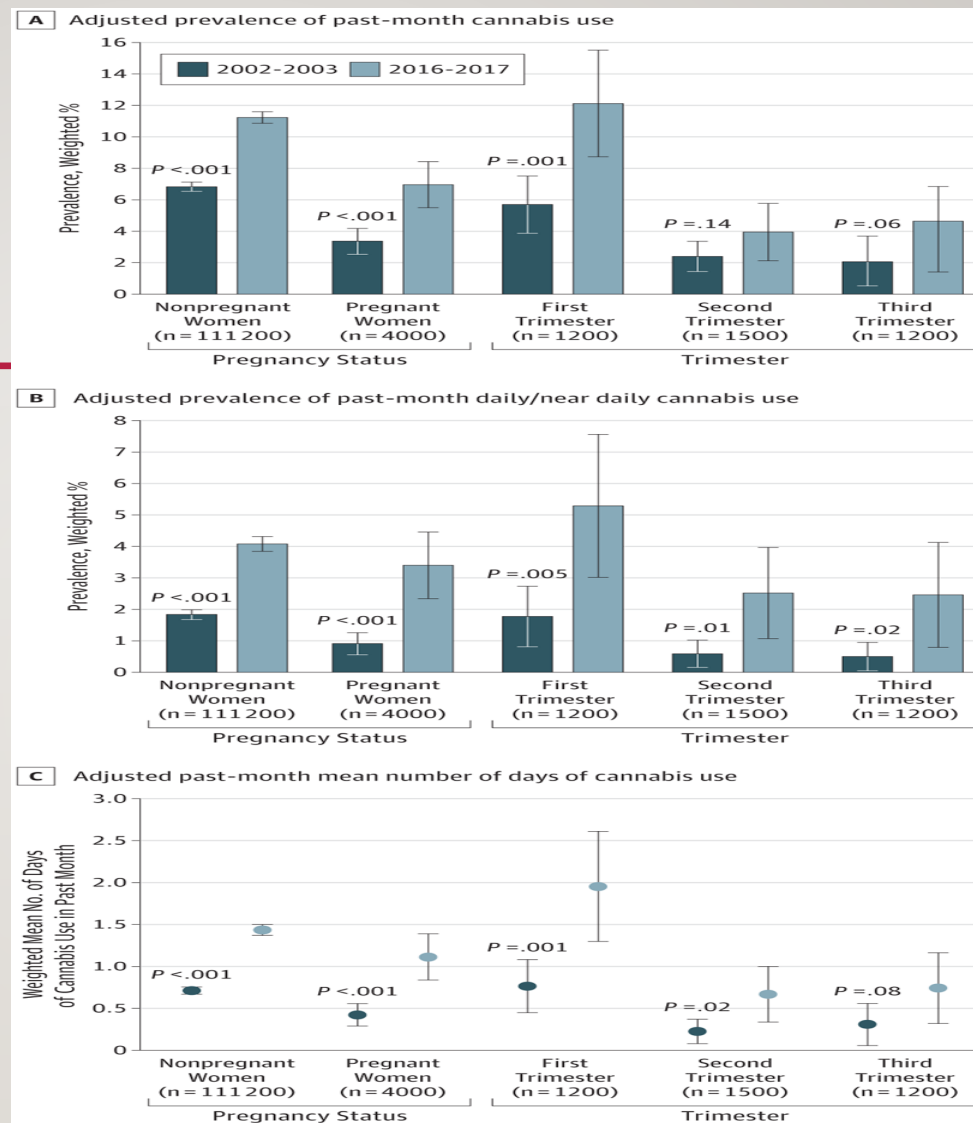 A Adjusted prevalence of past-month cannabis use
16
14
12
10
8
6
4
2
0
Prevalence, Weighted %
2002-2003 2016-2017
P <.001
P <.001
P =.001
P =.14
P =.06
Nonpregnant Women (n = 111 200)
Pregnant Women (n = 4000)
First Trimester (n = 1200)
Second Trimester (n = 1500)
Third Trimester (n = 1200)
Pregnancy Status
Trimester
B Adjusted prevalence of past-month daily/near daily cannabis use
8
7
6
5
4
3
2
1
0
Prevalence, Weighted %
P <.001
P <.001
P =.005
P =.01
P =.02
Nonpregnant Women (n = 111 200)
Pregnant Women (n = 4000)
First Trimester (n = 1200)
Second Trimester (n = 1500)
Third Trimester (n = 1200)
Pregnancy Status
Trimester
C Adjusted past-month mean number of days of cannabis use
3.0
2.5
2.0
1.5
1.0
0.5
0
Weighted Mean No. of Days
of Cannabis Use in Past Month
P <.001
P <.001
P =.001
P =.02
P =.08
Nonpregnant Women (n = 111 200)
Pregnant Women (n = 4000)
First Trimester (n = 1200)
Second Trimester (n = 1500)
Third Trimester (n = 1200)
Pregnancy Status
Trimester